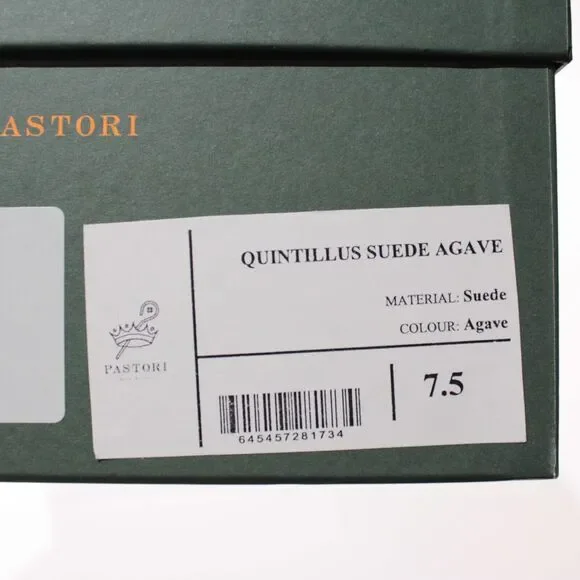 ASTORI
QUINTILLUS SUEDE AGAVE
MATERIAL: Suede
COLOUR: Agave
PASTORI
7.5
645457281734